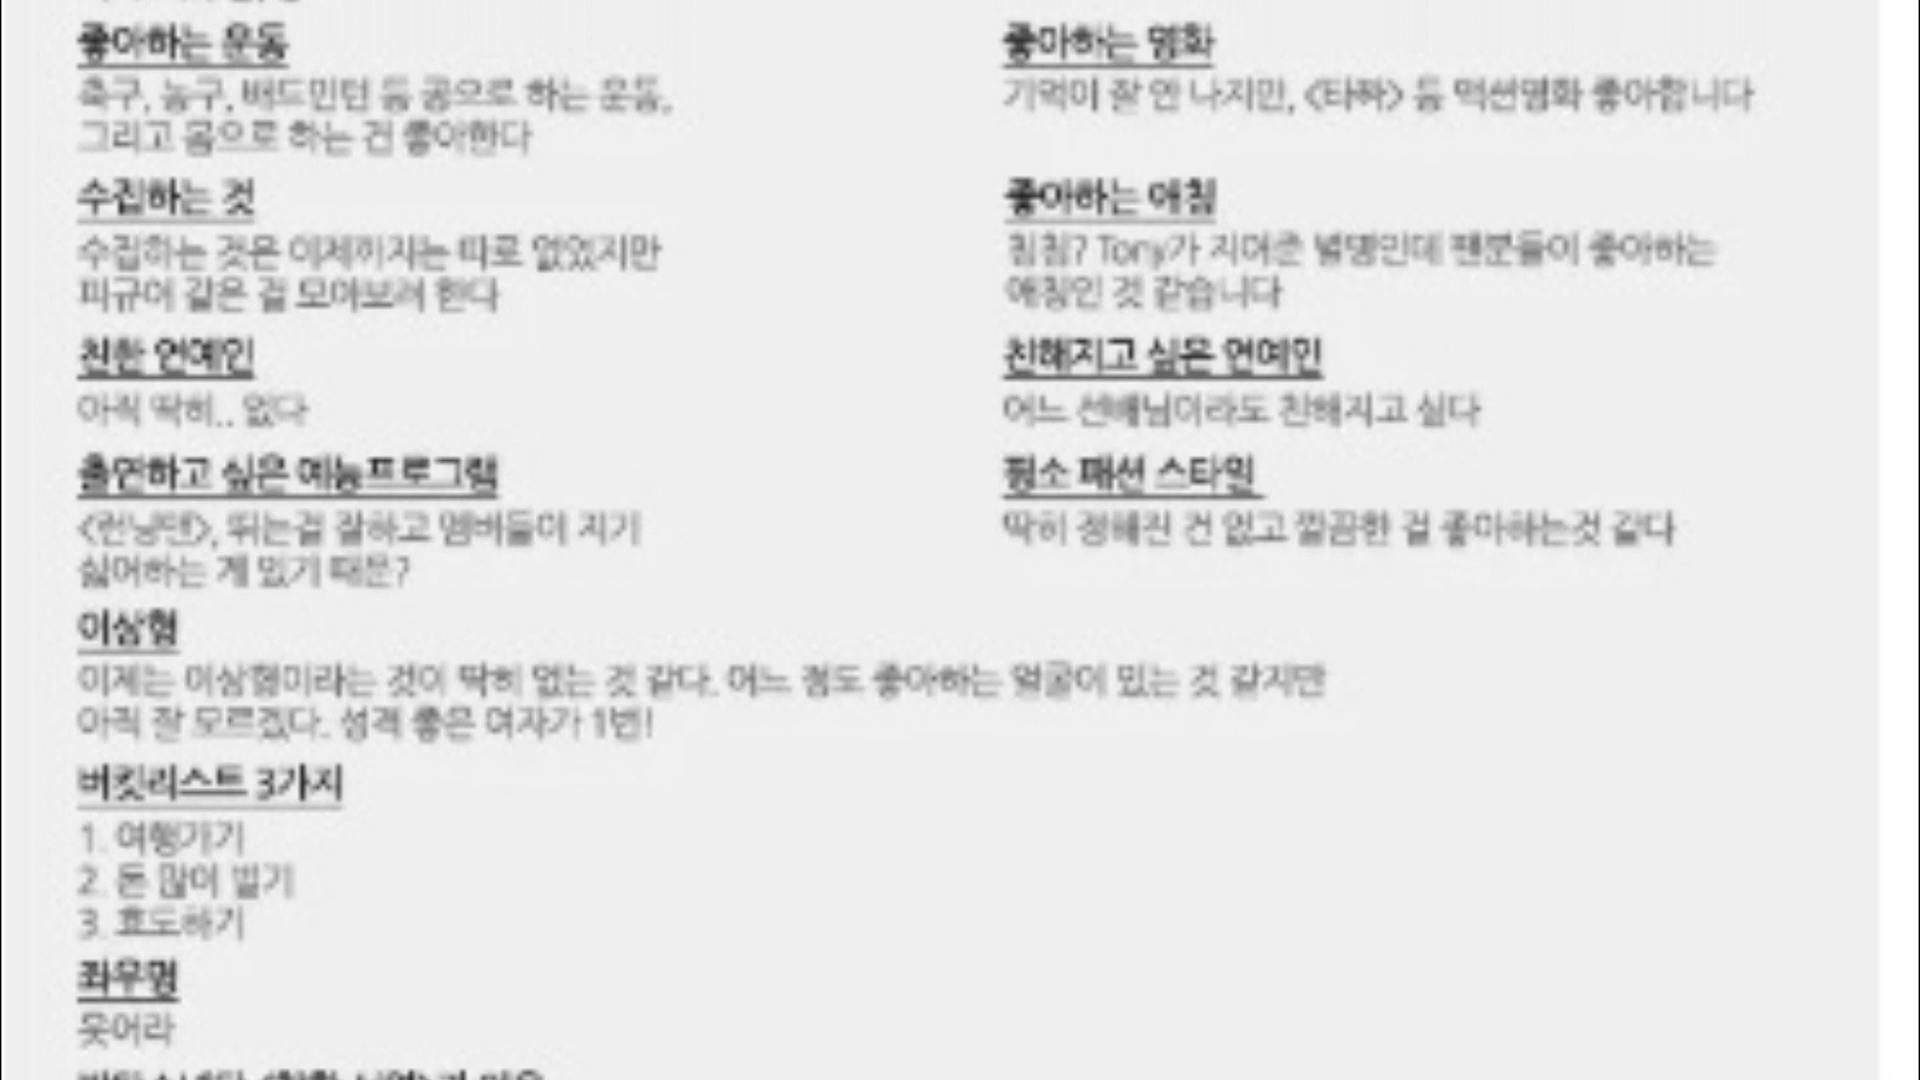 좋아하는 운동
축구, 농구, 배드민턴 등 공으로 하는 운동,
그리고 몸으로 하는 건 좋아한다
좋아하는 영화
기억이 잘 안 나지만, <타짜> 등 액션영화 좋아합니다
수집하는 것
수집하는 것은 이제까지는 따로 없었지만
피규어 같은 걸 모아보려 한다
좋아하는 애칭
침침? Tony가 지어준 별명인데 팬분들이 좋아하는
애칭인 것 같습니다
친한 연예인
아직 딱히.. 없다
친해지고 싶은 연예인
어느 선배님이라도 친해지고 싶다
출연하고 싶은 예능프로그램
<런닝맨>, 뛰는걸 잘하고 멤버들이 지기
싫어하는 게 있기 때문?
평소 패션 스타일
딱히 정해진 건 없고 깔끔한 걸 좋아하는것 같다
이상형
이제는 이상형이라는 것이 딱히 없는 것 같다. 어느 정도 좋아하는 얼굴이 있는 것 같지만
아직 잘 모르겠다. 성격 좋은 여자가 1번!
버킷리스트 3가지
1. 여행가기
2. 돈 많이 벌기
3. 효도하기
좌우명
웃어라